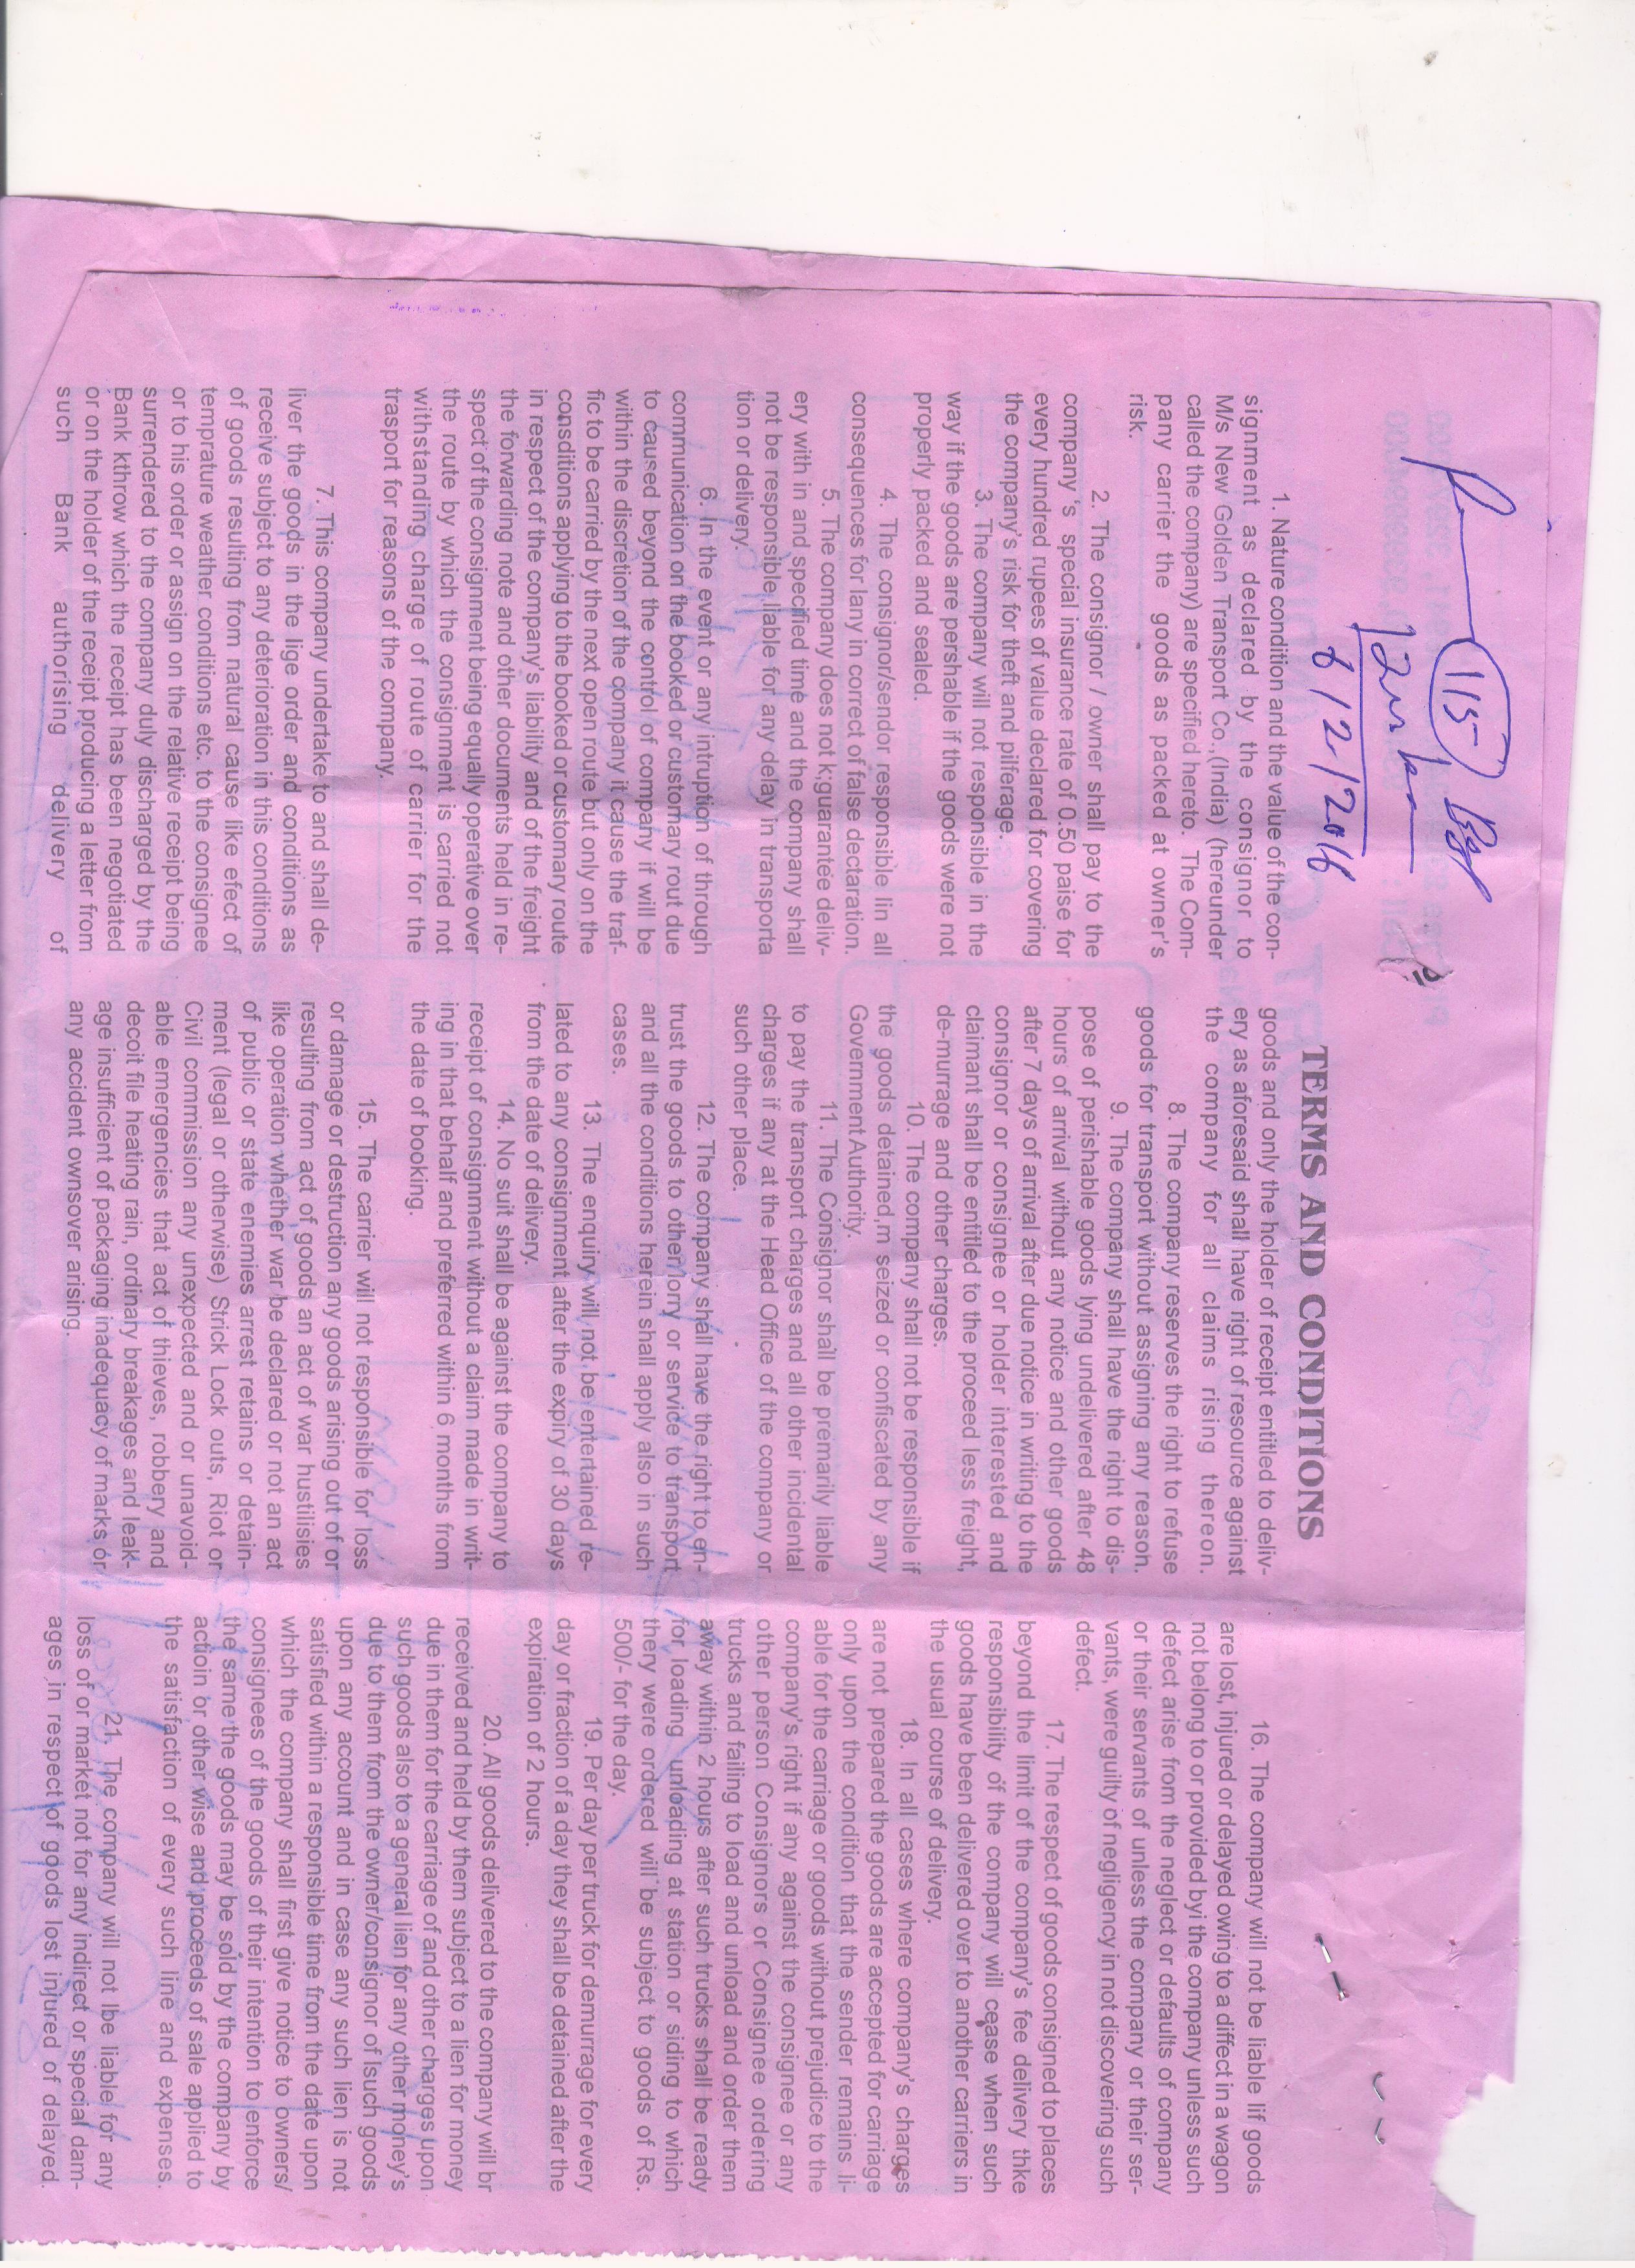 115 Bgs
6/12/2016
TERMS AND CONDITIONS
1. Nature condition and the value of the con-
signment as declared by the consignor to
M/s New Golden Transport Co.,(India) (hereunder
called the company) are specified hereto. The Com-
pany carrier the goods as packed at owner's
risk.
2. The consignor / owner shall pay to the
company's special insurance rate of 0.50 paise for
every hundred rupees of value declared for covering
the company's risk for theft and pilferage.
3. The company will not responsible in the
way if the goods are pershable if the goods were not
properly packed and sealed.
4. The consignor/sendor responsible lin all
consequences for lany in correct of false dectaration.
5. The company does not k;guarantee deliv-
ery with in and specified time and the company shall
not be responsible liable for any delay in transporta
tion or delivery.
6. In the event or any intruption of through
communication on the booked or customary rout due
to caused beyond the control of company if will be
within the discretion of the company it cause the traf-
fic to be carried by the next open route but only on the
consditions applying to the booked or customary route
in respect of the company's liability and of the freight
the forwarding note and other documents held in re-
spect of the consignment being equally operative over
the route by which the consignment is carried not
withstanding charge of route of carrier for the
trasport for reasons of the company.
7. This company undertake to and shall de-
liver the goods in the lige order and conditions as
receive subject to any deterioration in this conditions
of goods resulting from natural cause like efect of
temprature weather conditions etc. to the consignee
or to his order or assign on the relative receipt being
surrendered to the company duly discharged by the
Bank kthrow which the receipt has been negotiated
or on the holder of the receipt producing a letter from
such Bank authorising delivery of
goods and only the holder of receipt entitled to deliv-
ery as aforesaid shall have right of resource against
the company for all claims rising thereon.
8. The company reserves the right to refuse
goods for transport without assigning any reason.
9. The company shall have the right to dis-
pose of perishable goods lying undelivered after 48
hours of arrival without any notice and other goods
after 7 days of arrival after due notice in writing to the
consignor or consignee or holder interested and
claimant shall be entitled to the proceed less freight,
de-murrage and other charges.
10. The company shall not be responsible if
the goods detained,m seized or confiscated by any
Government Authority.
11. The Consignor shall be premarily liable
to pay the transport charges and all other incidental
charges if any at the Head Office of the company or
such other place.
12. The company shall have the right to en-
trust the goods to other lorry or service to transport
and all the conditions herein shall apply also in such
cases.
13. The enquiry will not be entertained re-
lated to any consignment after the expiry of 30 days
from the date of delivery.
14. No suit shall be against the company to
receipt of consignment without a claim made in writ-
ing in that behalf and preferred within 6 months from
the date of booking.
15. The carrier will not responsible for loss
or damage or destruction any goods arising out of or
resulting from act of goods an act of war hustilisies
like operation whether war be declared or not an act
of public or state enemies arrest retains or detain-
ment (legal or otherwise) Strick Lock outs, Riot or
Civil commission any unexpected and or unavoid-
able emergencies that act of thieves, robbery and
decoit file heating rain, ordinary breakages and leak-
age insufficient of packaging inadequacy of marks or
any accident ownsover arising.
16. The company will not be liable lif goods
are lost, injured or delayed owing to a diffect in a wagon
not belong to or provided byi the company unless such
defect arise from the neglect or defaults of company
or their servants of unless the company or their ser-
vants, were guilty of negligency in not discovering such
defect.
17. The respect of goods consigned to places
beyond the limit of the company's fee delivery thke
responsibility of the company will cease when such
goods have been delivered over to another carriers in
the usual course of delivery.
18. In all cases where company's charges
are not prepared the goods are accepted for carriage
only upon the condition that the sender remains li-
able for the carriage or goods without prejudice to the
company's right if any against the consignee or any
other person Consignors or Consignee ordering
trucks and failing to load and unload and order them
away within 2 hours after such trucks shall be ready
for loading unloading at station or siding to which
thery were ordered will be subject to goods of Rs.
500/- for the day.
19. Per day per truck for demurrage for every
day or fraction of a day they shall be detained after the
expiration of 2 hours.
20. All goods delivered to the company will br
received and held by them subject to a lien for money
due in them for the carriage of and other charges upon
such goods also to a general lien for any other money's
due to them from the owner/consignor of lsuch goods
upon any account and in case any such lien is not
satisfied within a responsible time from the date upon
which the company shall first give notice to owners/
consignees of the goods of their intention to enforce
the same the goods may be sold by the company by
actioin or other wise and proceeds of sale applied to
the satisfaction of every such line and expenses.
21. The company will not lbe liable for any
loss of or market not for any indirect or special dam-
ages in respect of goods lost injured of delayed.